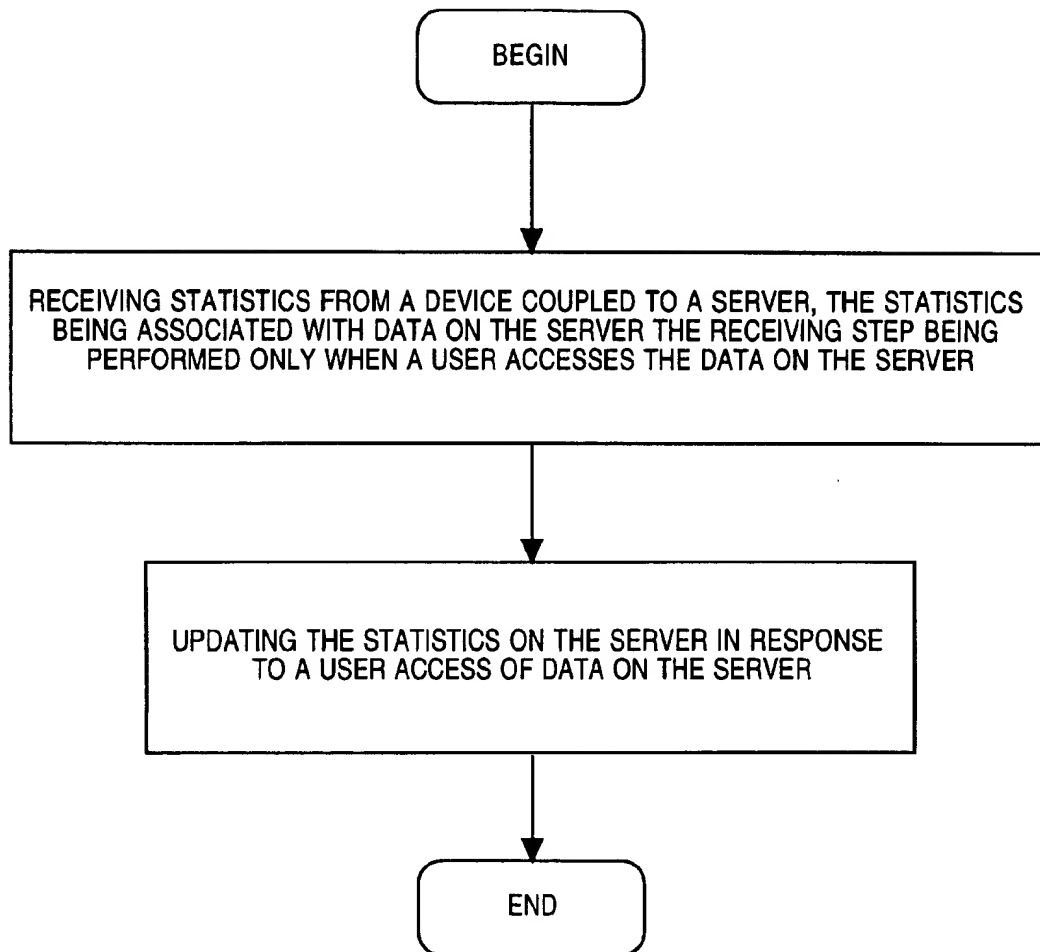 BEGIN
RECEIVING STATISTICS FROM A DEVICE COUPLED TO A SERVER, THE STATISTICS
BEING ASSOCIATED WITH DATA ON THE SERVER THE RECEIVING STEP BEING
PERFORMED ONLY WHEN A USER ACCESSES THE DATA ON THE SERVER
UPDATING THE STATISTICS ON THE SERVER IN RESPONSE
TO A USER ACCESS OF DATA ON THE SERVER
END